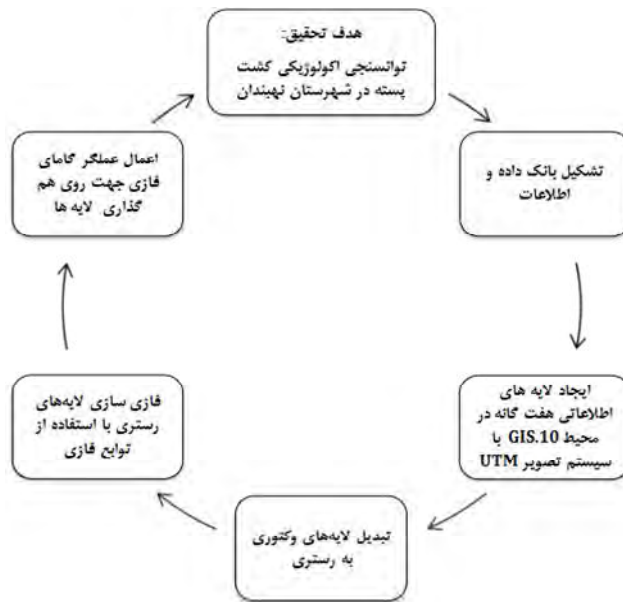 هدف تحقیق:
توانسنجی اکولوژیکی کشت
پسته در شهرستان نهبندان
تشکیل بانک داده و
اطلاعات
ایجاد لایه های
اطلاعاتی هفت گانه در
محیط GIS.10 با
سیستم تصویر UTM
تبدیل لایه‌های وکتوری
به رستری
فازی سازی لایه‌های
رستری با استفاده از
توابع فازی
اعمال عملگر گامای
فازی جهت روی هم
گذاری لایه ها